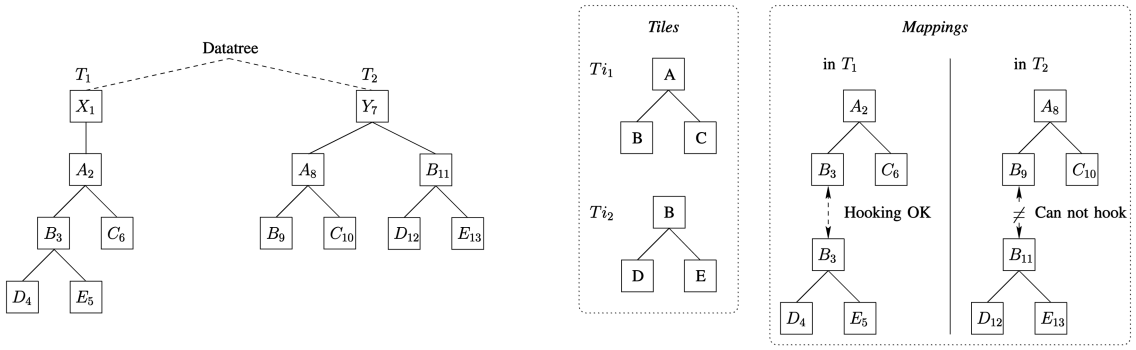 Datatree
T₁ T₂
X₁ Y₇
A₂ A₈ B₁₁
B₃ C₆ B₉ C₁₀ D₁₂ E₁₃
D₄ E₅
Tiles
Ti₁ A
B C
Ti₂ B
D E
Mappings
in T₁ in T₂
A₂ A₈
B₃ C₆ B₉ C₁₀
Hooking OK ≠ Can not hook
B₃ B₁₁
D₄ E₅ D₁₂ E₁₃